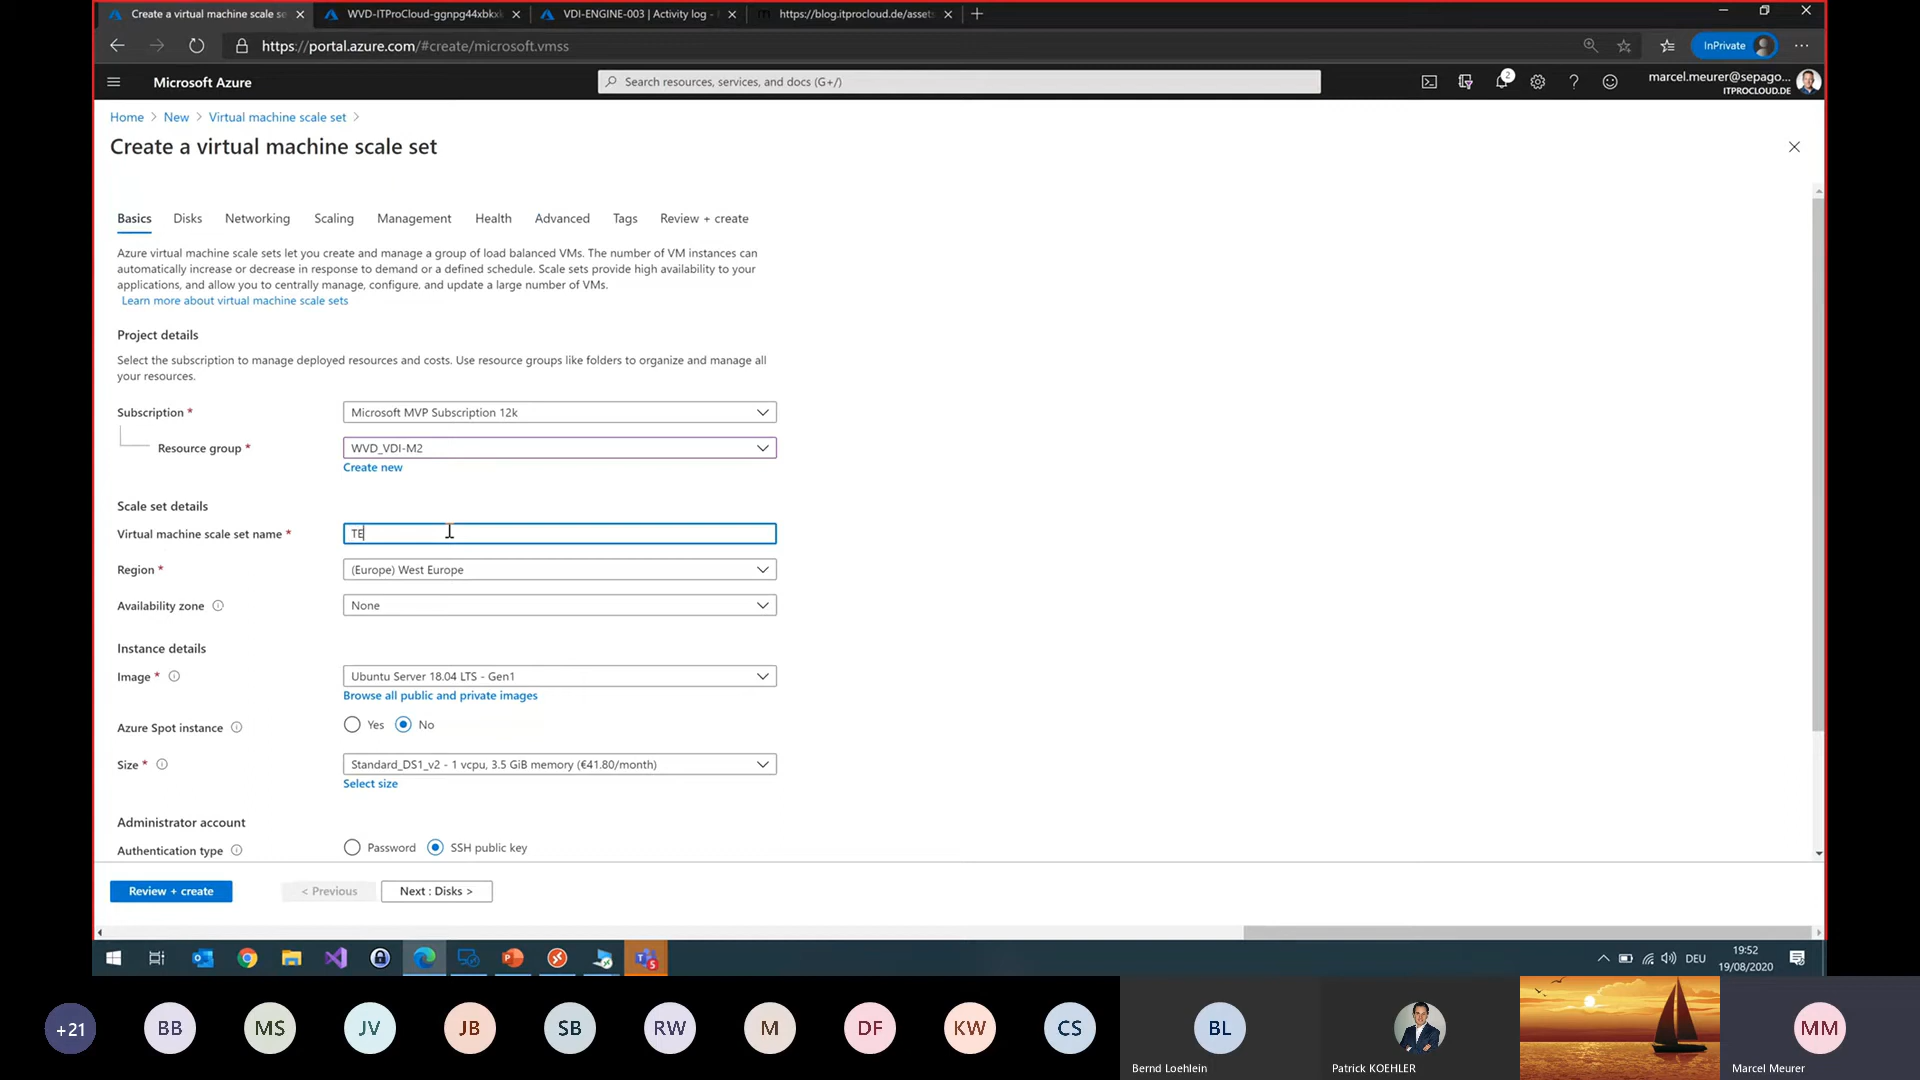 Create a virtual machine scale se
WVD-ITProCloud-ggnpg44xbkx
VDI-ENGINE-003 | Activity log -
https://blog.itprocloud.de/assets
https://portal.azure.com/#create/microsoft.vmss
InPrivate
Microsoft Azure
Search resources, services, and docs (G+/)
2
marcel.meurer@sepago...
ITPROCLOUD.DE
Home > New > Virtual machine scale set >
Create a virtual machine scale set
Basics Disks Networking Scaling Management Health Advanced Tags Review + create
Azure virtual machine scale sets let you create and manage a group of load balanced VMs. The number of VM instances can
automatically increase or decrease in response to demand or a defined schedule. Scale sets provide high availability to your
applications, and allow you to centrally manage, configure, and update a large number of VMs.
Learn more about virtual machine scale sets
Project details
Select the subscription to manage deployed resources and costs. Use resource groups like folders to organize and manage all
your resources.
Subscription * Microsoft MVP Subscription 12k
Resource group * WVD_VDI-M2
Create new
Scale set details
Virtual machine scale set name * TE
Region * (Europe) West Europe
Availability zone None
Instance details
Image * Ubuntu Server 18.04 LTS - Gen1
Browse all public and private images
Azure Spot instance Yes No
Size * Standard_DS1_v2 - 1 vcpu, 3.5 GiB memory (€41.80/month)
Select size
Administrator account
Authentication type Password SSH public key
Review + create < Previous Next : Disks >
DEU
19:52
19/08/2020
+21 BB MS JV JB SB RW M DF KW CS BL MM
Bernd Loehlein Patrick KOEHLER Marcel Meurer